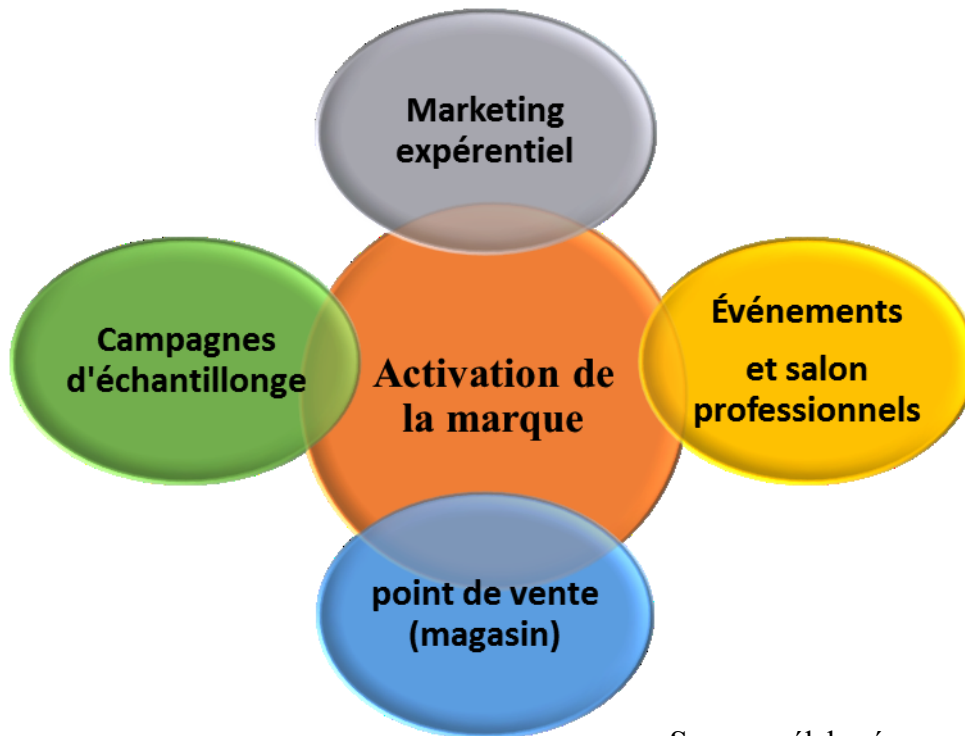 Marketing
expérentiel
Événements
Campagnes
d'échantillonge
Activation de
la marque
et salon
professionnels
point de vente
(magasin)